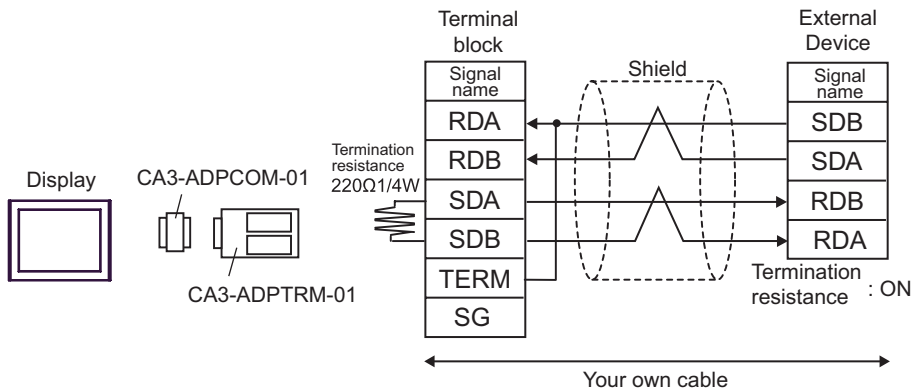 Terminal
block
External
Device
Signal
name
Shield
Signal
name
RDA
SDB
Termination
resistance
220Ω1/4W
RDB
SDA
Display
CA3-ADPCOM-01
SDA
RDB
SDB
RDA
CA3-ADPTRM-01
TERM
Termination
resistance : ON
SG
Your own cable